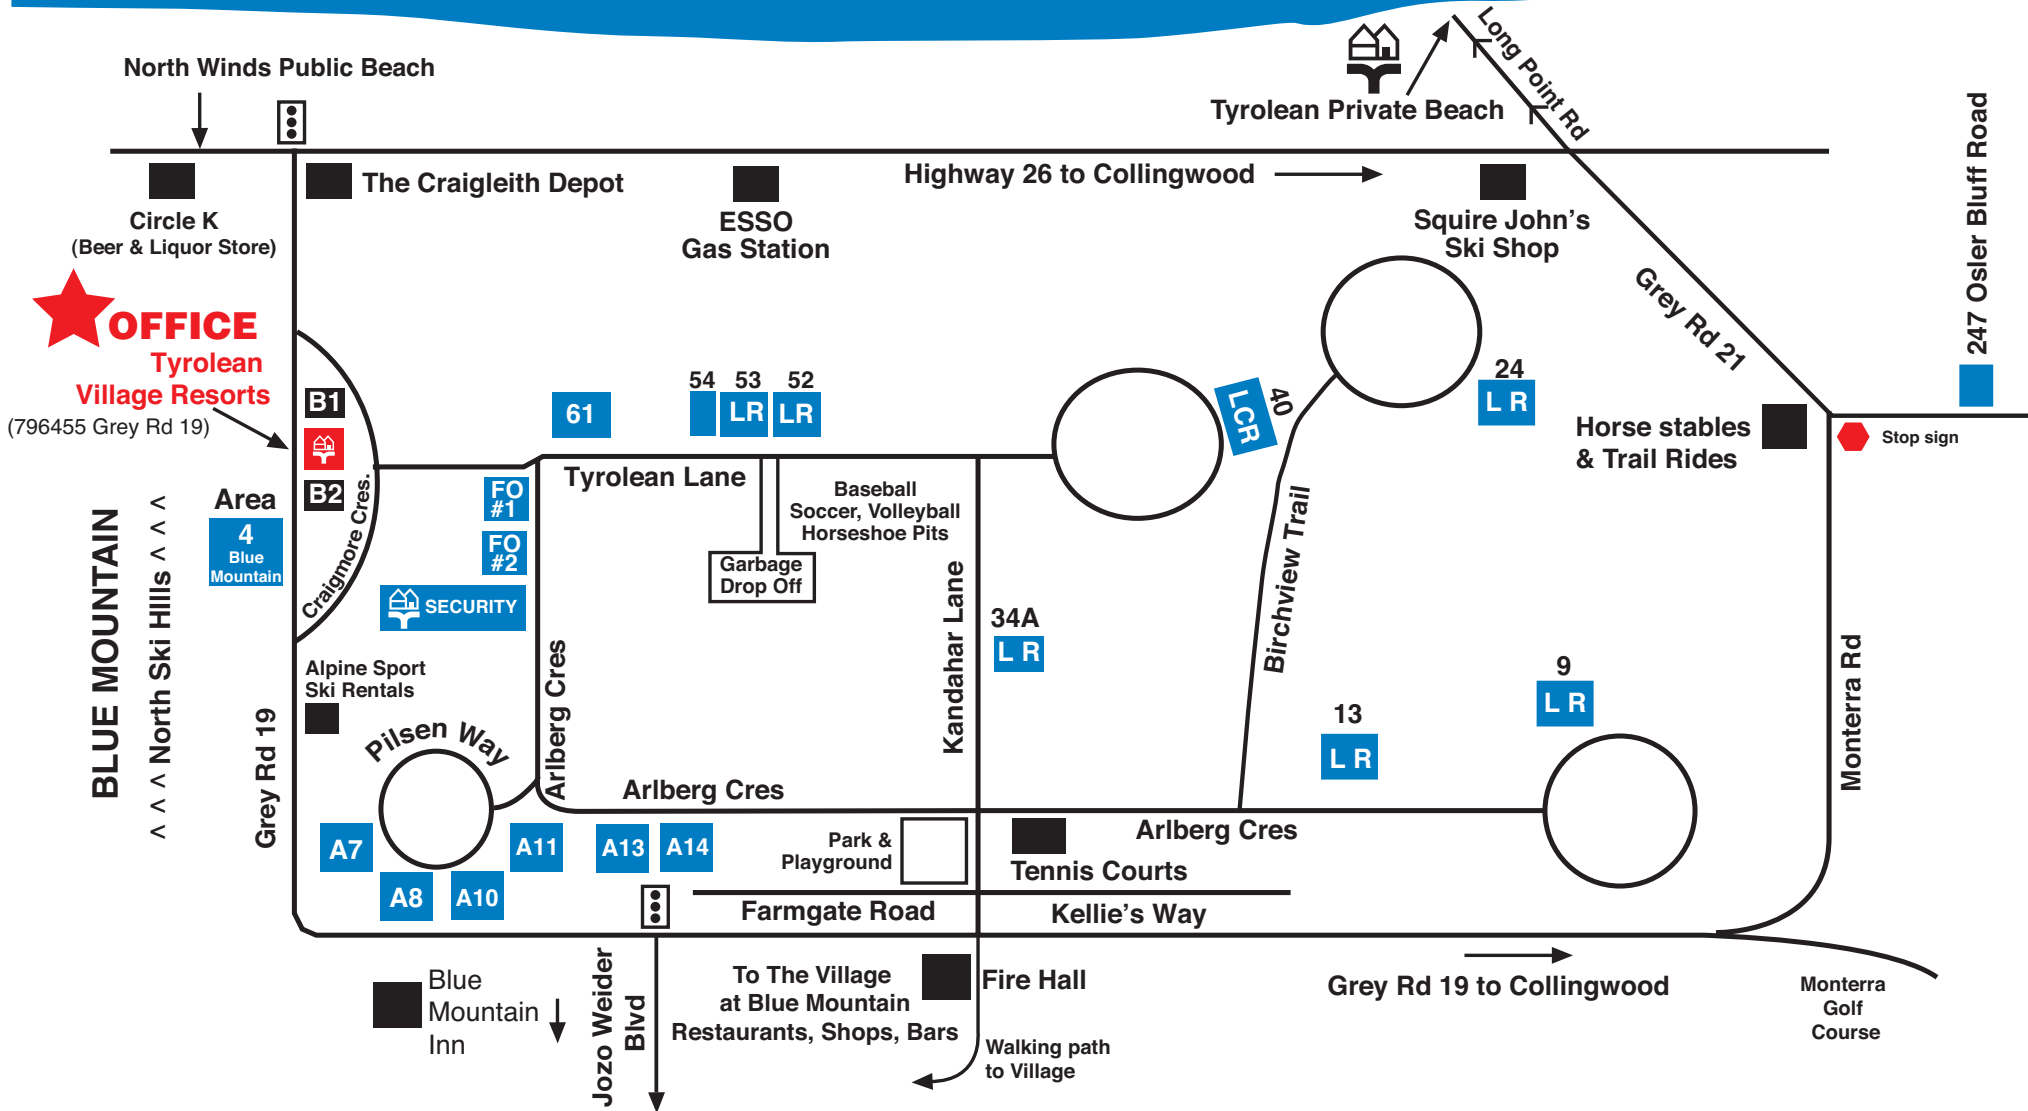 North Winds Public Beach
Tyrolean Private Beach
Long Point Rd
The Craigleith Depot
Highway 26 to Collingwood
Circle K
(Beer & Liquor Store)
ESSO
Gas Station
Squire John's
Ski Shop
247 Osler Bluff Road
Grey Rd 21
OFFICE
Tyrolean
Village Resorts
(796455 Grey Rd 19)
B1
B2
Craigmore Cres.
61
54
53
LR
52
LR
LCR
40
24
L R
Horse stables
& Trail Rides
Stop sign
Tyrolean Lane
FO
#1
FO
#2
SECURITY
Baseball
Soccer, Volleyball
Horseshoe Pits
Garbage
Drop Off
Area
4
Blue
Mountain
BLUE MOUNTAIN
< < < < North Ski HIlls < < < <
Grey Rd 19
Alpine Sport
Ski Rentals
Pilsen Way
Arlberg Cres
Kandahar Lane
34A
L R
Birchview Trail
13
L R
9
L R
Monterra Rd
Arlberg Cres
Arlberg Cres
A7
A8
A10
A11
A13
A14
Park &
Playground
Tennis Courts
Farmgate Road
Kellie's Way
Blue
Mountain
Inn
Jozo Weider
Blvd
To The Village
at Blue Mountain
Restaurants, Shops, Bars
Fire Hall
Walking path
to Village
Grey Rd 19 to Collingwood
Monterra
Golf
Course